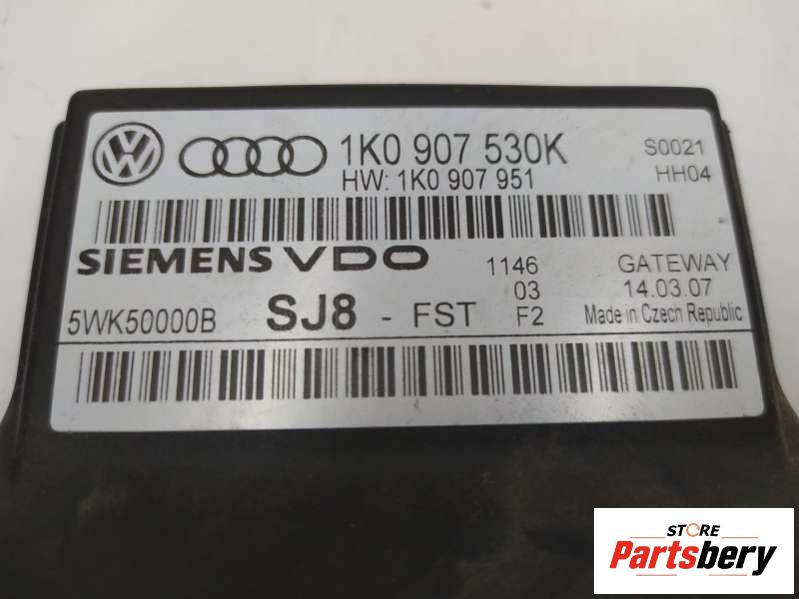 1K0 907 530K S0021
HW: 1K0 907 951 HH04
SIEMENS VDO 1146 GATEWAY
03 14.03.07
5WK50000B SJ8 - FST F2 Made in Czech Republic
STORE
Partsbery